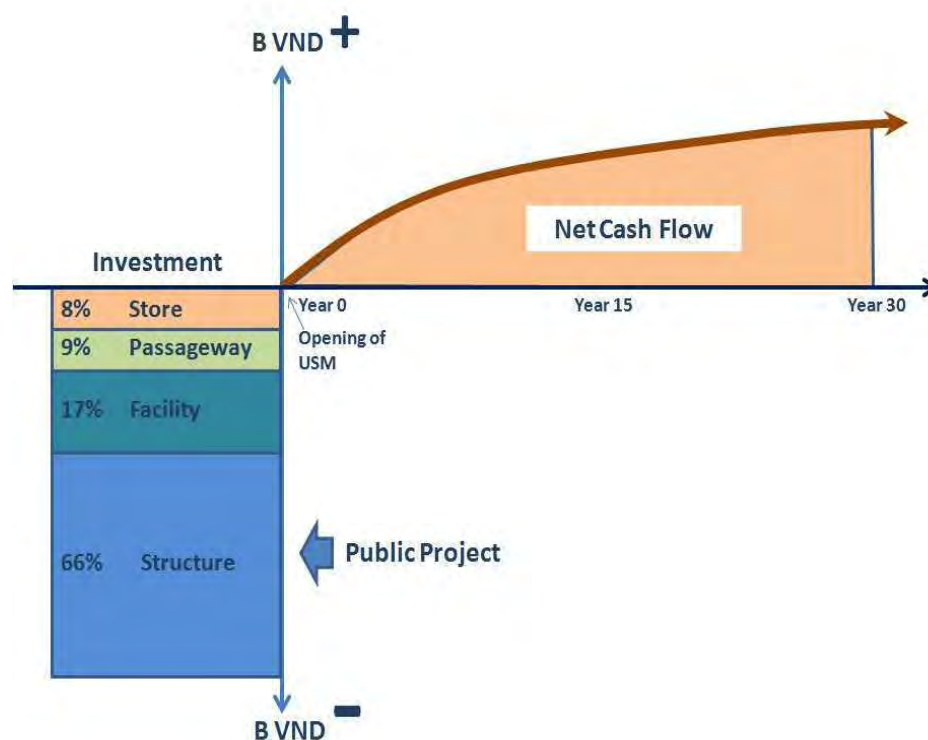 B VND +
Investment
8% Store
9% Passageway
17% Facility
66% Structure
Net Cash Flow
Year 0
Year 15
Year 30
Opening of
USM
Public Project
B VND −